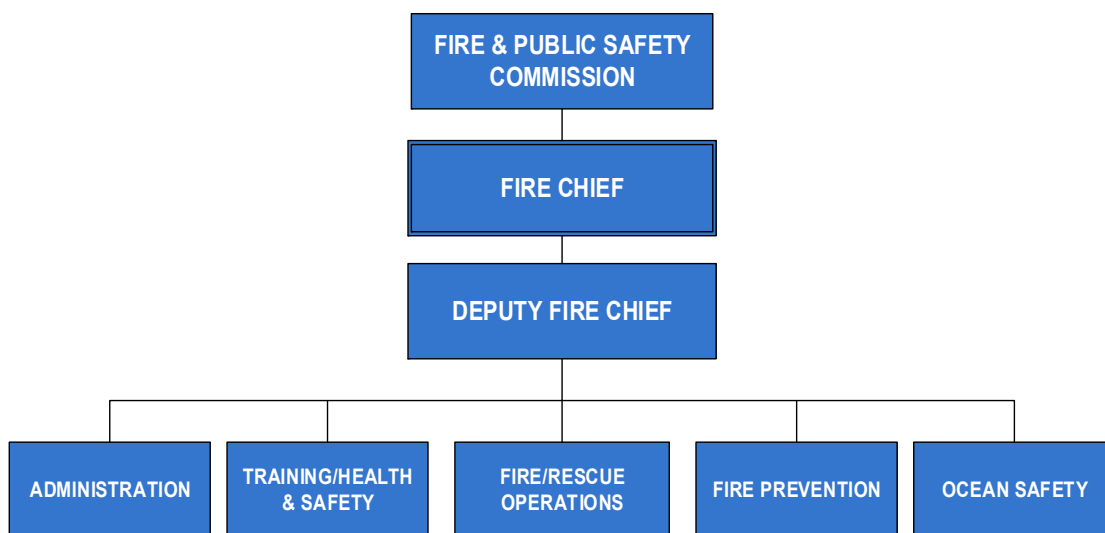 FIRE & PUBLIC SAFETY
COMMISSION
FIRE CHIEF
DEPUTY FIRE CHIEF
ADMINISTRATION
TRAINING/HEALTH
& SAFETY
FIRE/RESCUE
OPERATIONS
FIRE PREVENTION
OCEAN SAFETY